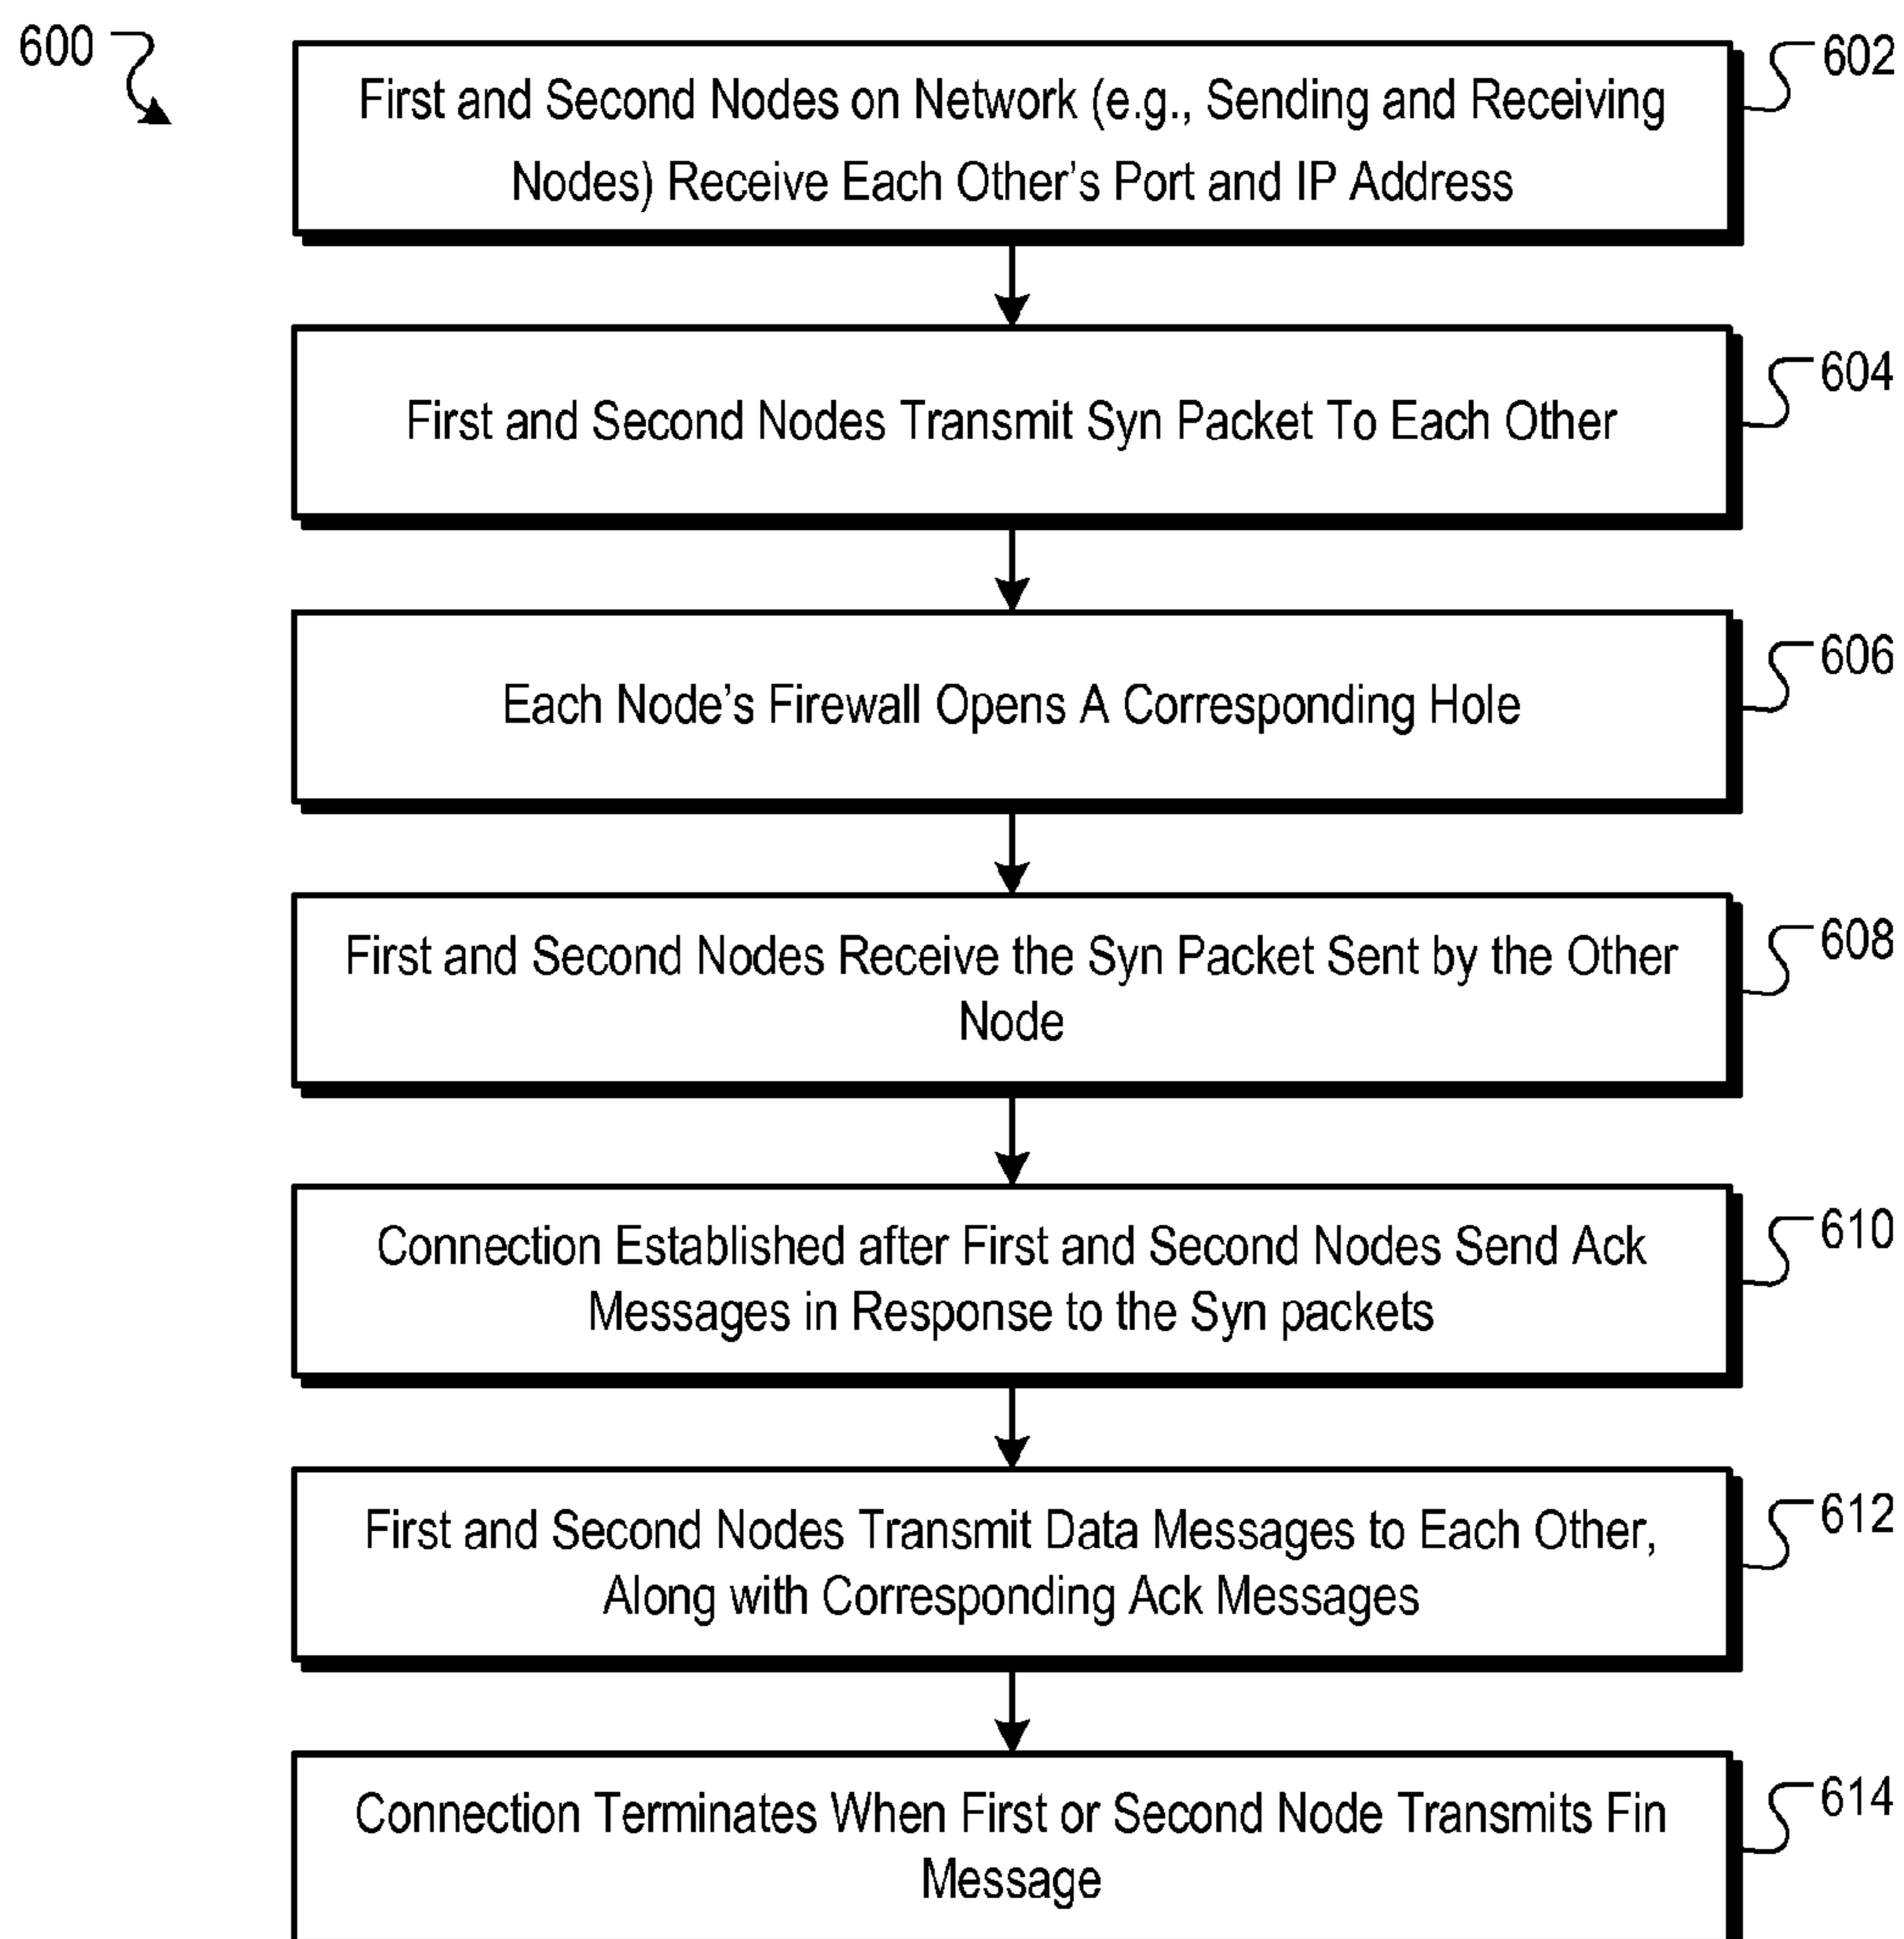 600
602
First and Second Nodes on Network (e.g., Sending and Receiving
Nodes) Receive Each Other's Port and IP Address
604
First and Second Nodes Transmit Syn Packet To Each Other
606
Each Node's Firewall Opens A Corresponding Hole
608
First and Second Nodes Receive the Syn Packet Sent by the Other
Node
610
Connection Established after First and Second Nodes Send Ack
Messages in Response to the Syn packets
612
First and Second Nodes Transmit Data Messages to Each Other,
Along with Corresponding Ack Messages
614
Connection Terminates When First or Second Node Transmits Fin
Message